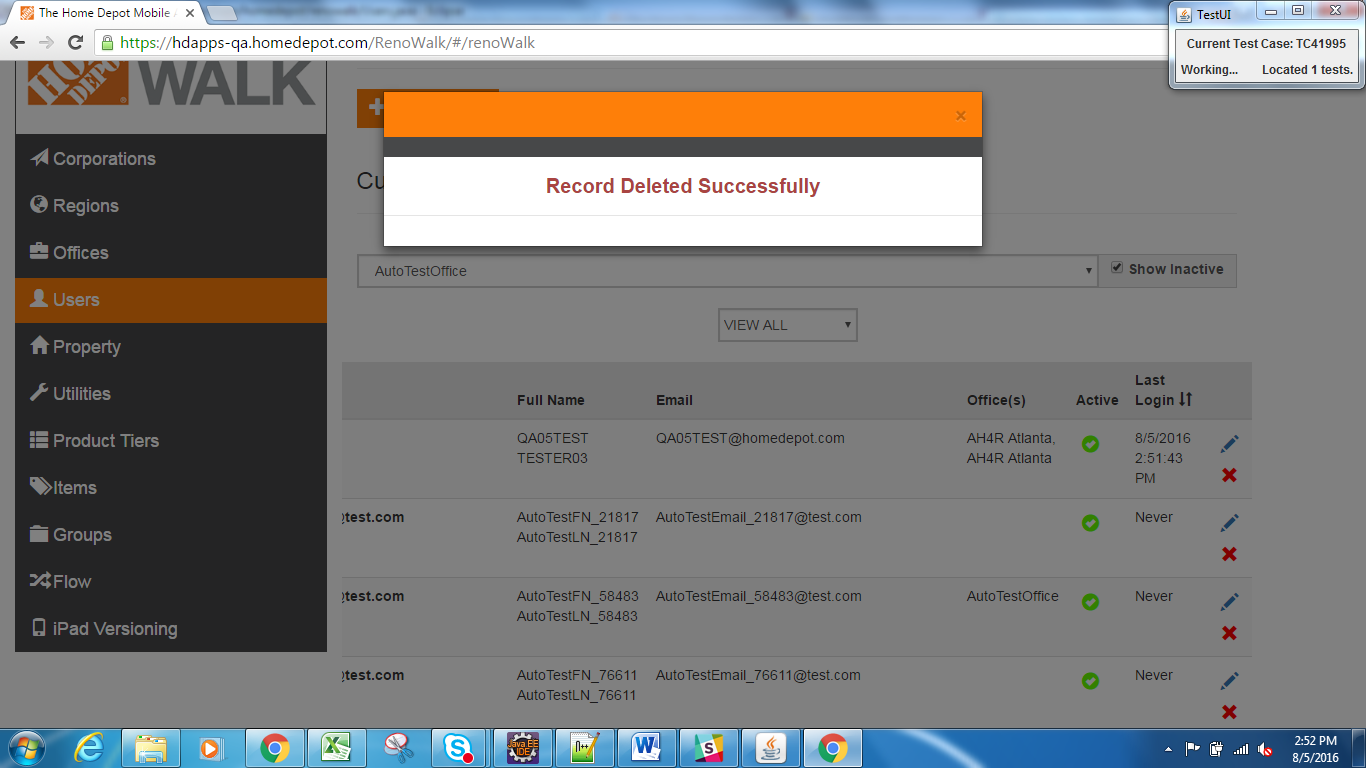 The Home Depot Mobile
TestUI
Current Test Case: TC41995
Working... Located 1 tests.
https://hdapps-qa.homedepot.com/RenoWalk/#/renoWalk
HOME
DEPOT
WALK
Corporations
Regions
Offices
Users
Property
Utilities
Product Tiers
Items
Groups
Flow
iPad Versioning
×
Record Deleted Successfully
Cu
AutoTestOffice
Show Inactive
VIEW ALL
Full Name Email Office(s) Active Last
Login
QA05TEST QA05TEST@homedepot.com AH4R Atlanta, 8/5/2016
TESTER03 AH4R Atlanta 2:51:43
PM
@test.com AutoTestFN_21817 AutoTestEmail_21817@test.com Never
AutoTestLN_21817
@test.com AutoTestFN_58483 AutoTestEmail_58483@test.com AutoTestOffice Never
AutoTestLN_58483
@test.com AutoTestFN_76611 AutoTestEmail_76611@test.com Never
AutoTestLN_76611
Java EE
IDE
2:52 PM
8/5/2016